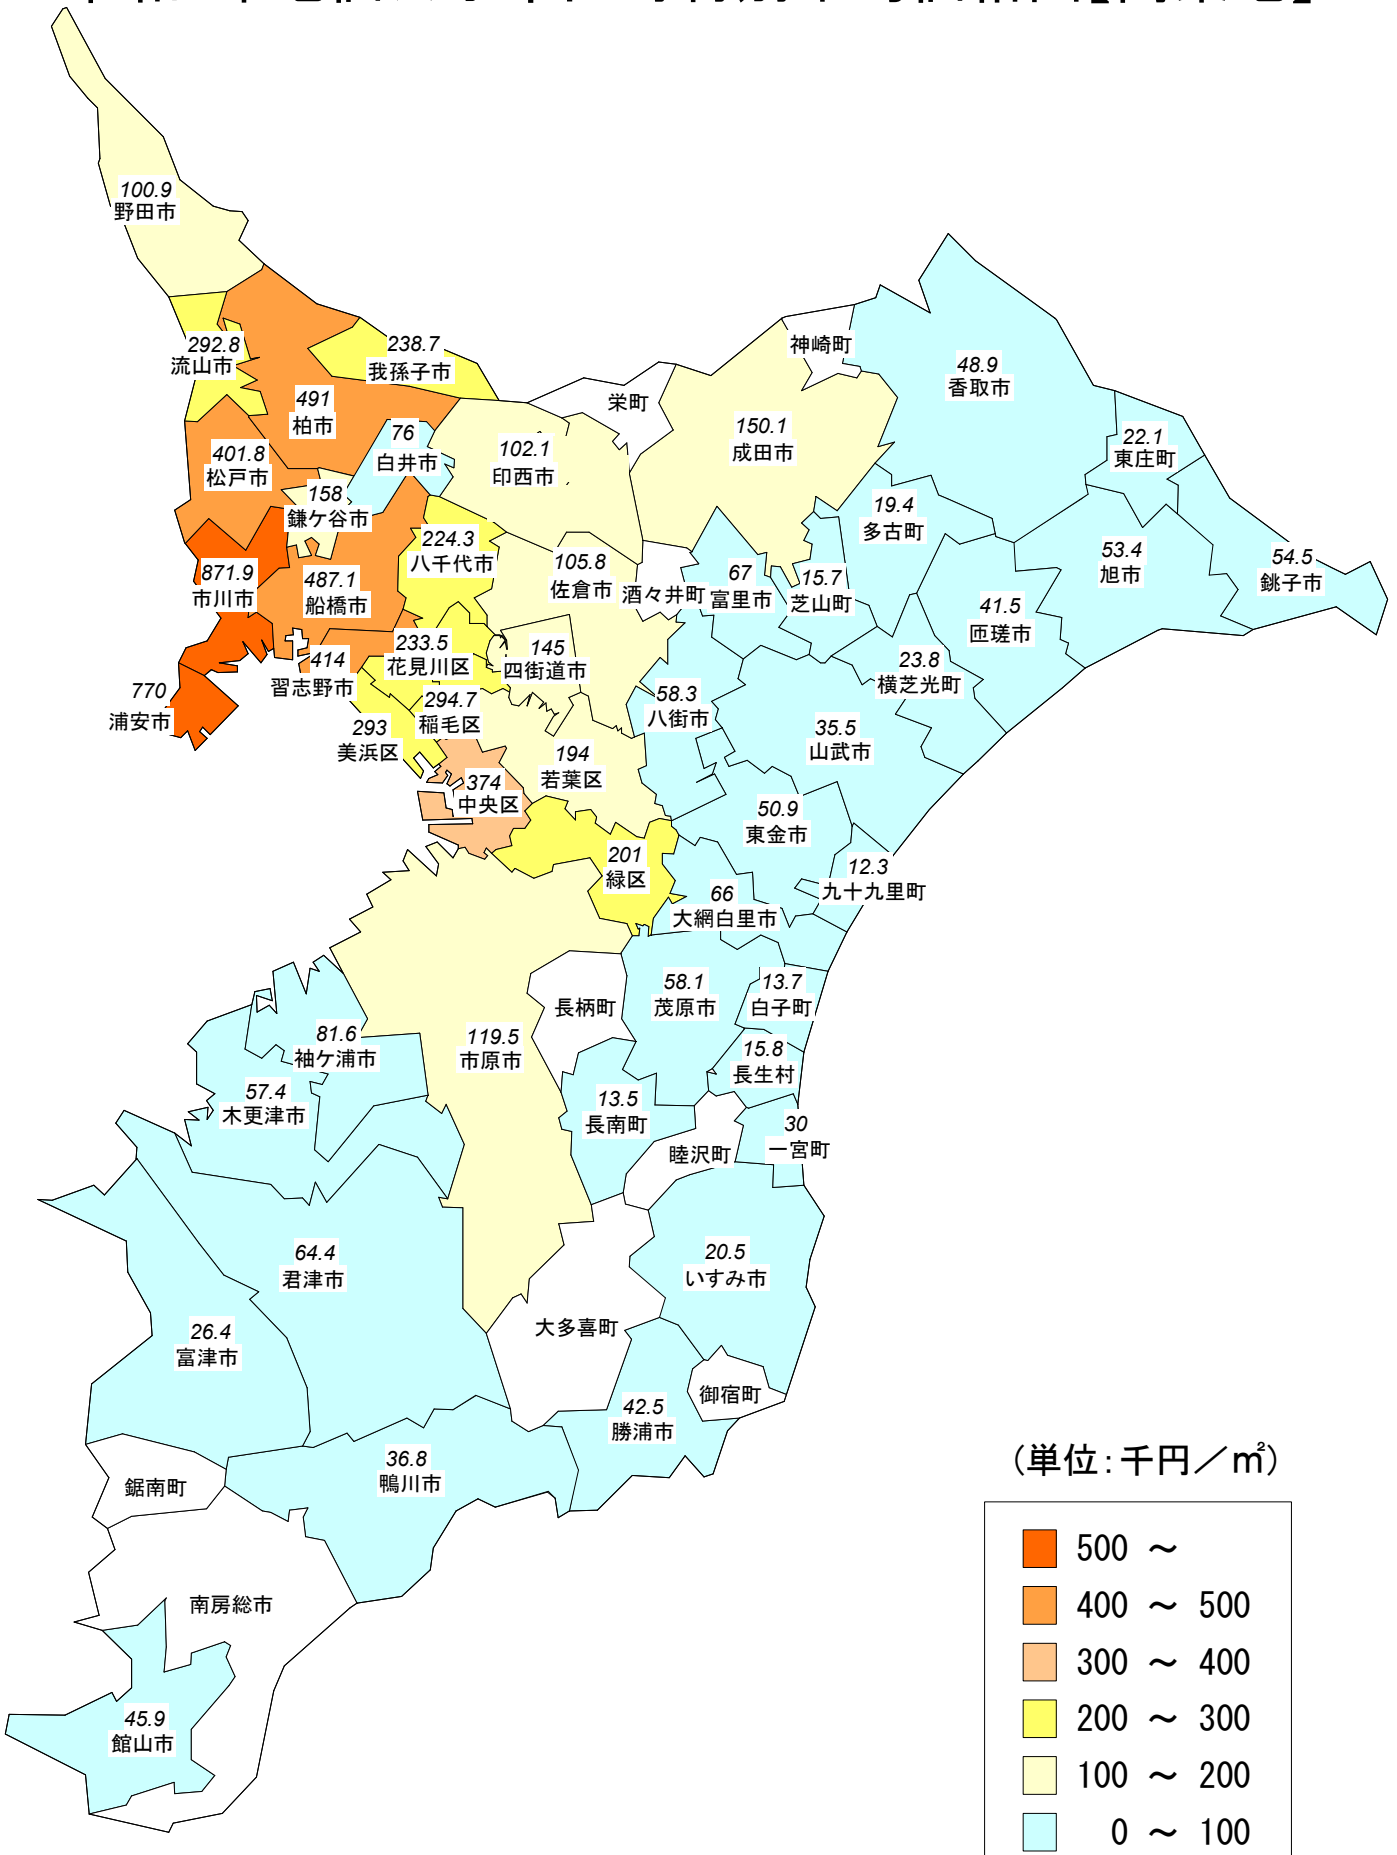 100.9
野田市
292.8
流山市
238.7
我孫子市
491
柏市
401.8
松戸市
76
白井市
158
鎌ケ谷市
102.1
印西市
栄町
150.1
成田市
神崎町
48.9
香取市
22.1
東庄町
19.4
多古町
53.4
旭市
54.5
銚子市
871.9
市川市
487.1
船橋市
224.3
八千代市
105.8
佐倉市
酒々井町
67
富里市
15.7
芝山町
41.5
匝瑳市
23.8
横芝光町
770
浦安市
414
習志野市
233.5
花見川区
145
四街道市
294.7
稲毛区
293
美浜区
58.3
八街市
35.5
山武市
194
若葉区
374
中央区
50.9
東金市
201
緑区
12.3
九十九里町
66
大網白里市
58.1
茂原市
13.7
白子町
長柄町
119.5
市原市
81.6
袖ケ浦市
57.4
木更津市
15.8
長生村
13.5
長南町
30
一宮町
睦沢町
64.4
君津市
20.5
いすみ市
26.4
富津市
大多喜町
42.5
勝浦市
御宿町
36.8
鴨川市
鋸南町
南房総市
45.9
館山市
（単位：千円／㎡）
500 ～
400 ～ 500
300 ～ 400
200 ～ 300
100 ～ 200
0 ～ 100